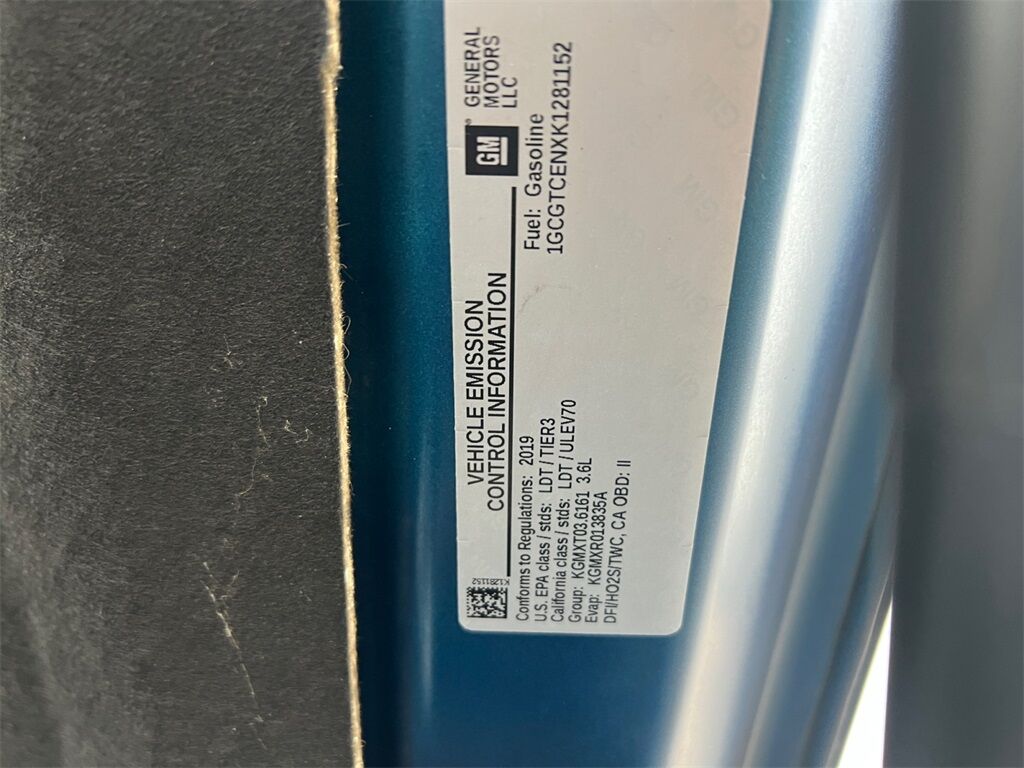 K1281152
VEHICLE EMISSION
CONTROL INFORMATION
GM
GENERAL
MOTORS
LLC
Fuel: Gasoline
1GCGTCENXK1281152
Conforms to Regulations: 2019
U.S. EPA class / stds: LDT / TIER3
California class / stds: LDT / ULEV70
Group: KGMXT03.6161 3.6L
Evap: KGMXR013835A
DFI/HO2S/TWC, CA OBD: II